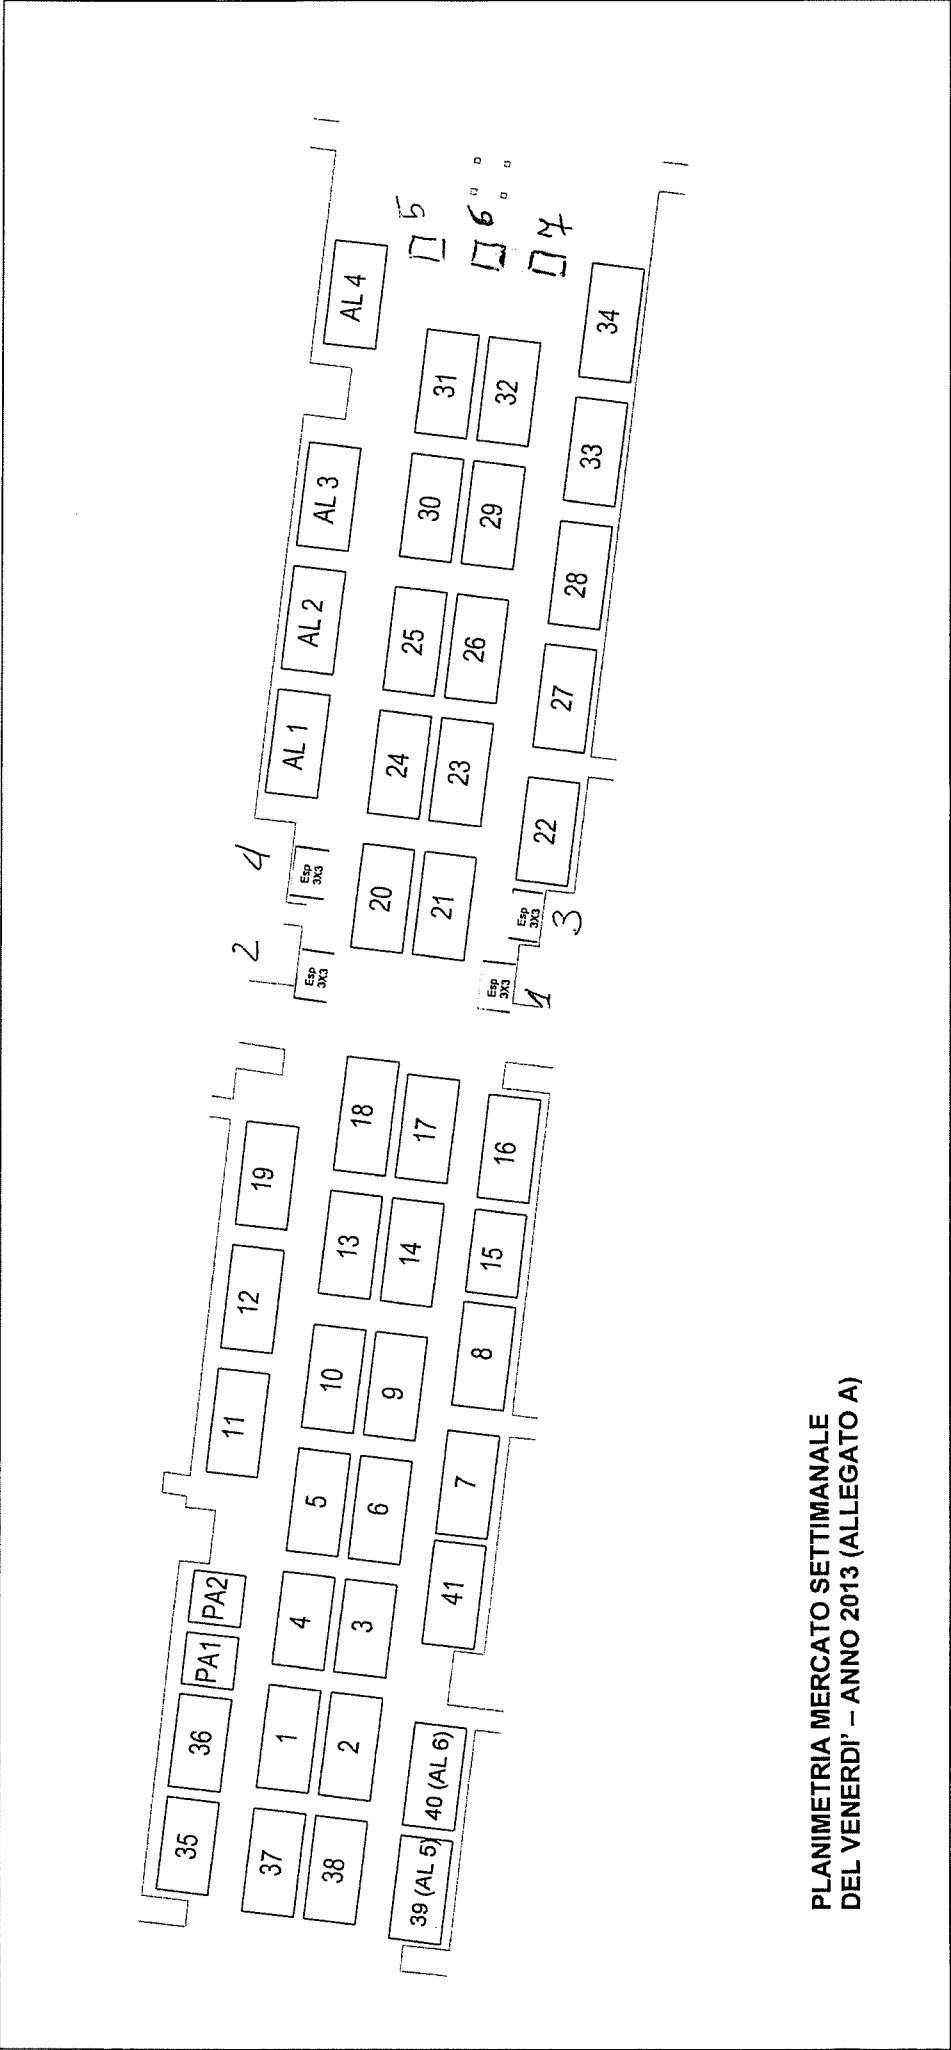 35
36
PA1
PA2
11
12
19
2
Esp
3X3
4
Esp
3X3
AL 1
AL 2
AL 3
AL 4
37
1
4
5
10
13
18
20
24
25
30
31
5
38
2
3
6
9
14
17
21
23
26
29
32
6
7
39 (AL 5)
40 (AL 6)
41
7
8
15
16
Esp
3X3
1
Esp
3X3
3
22
27
28
33
34
PLANIMETRIA MERCATO SETTIMANALE
DEL VENERDI' – ANNO 2013 (ALLEGATO A)